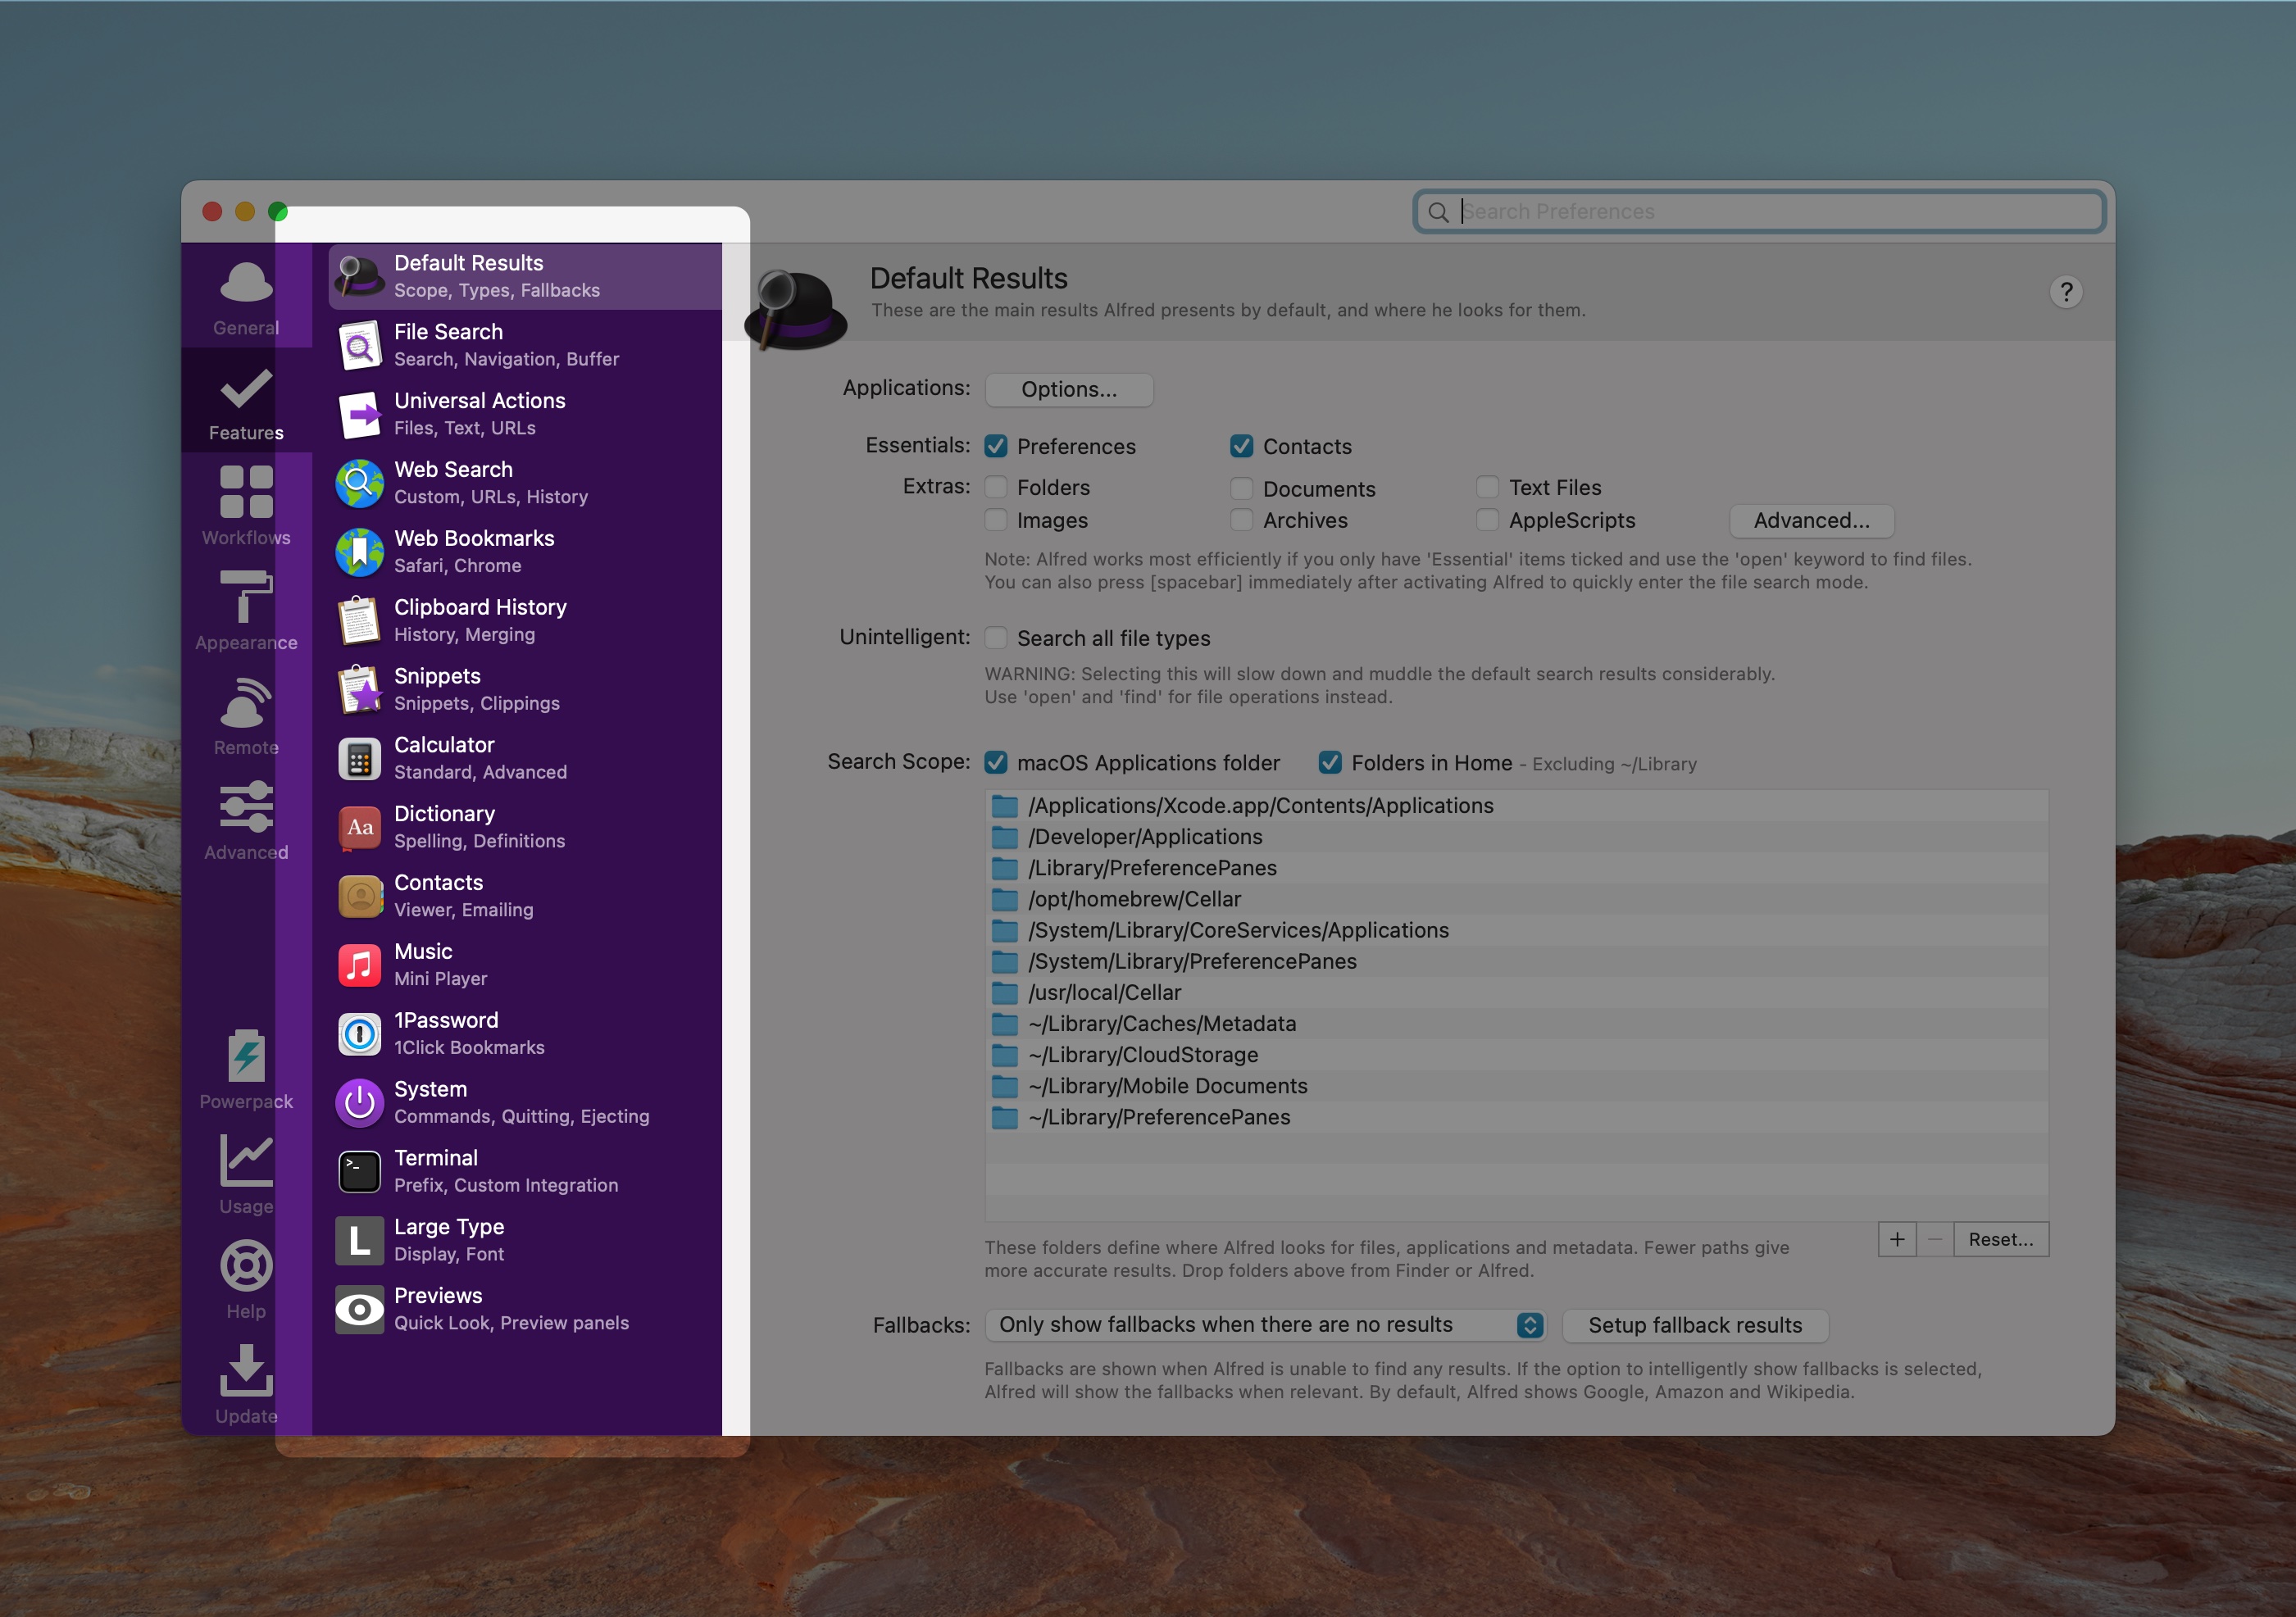 Search Preferences
General
Features
Workflows
Appearance
Remote
Advanced
Powerpack
Usage
Help
Update
Default Results
Scope, Types, Fallbacks
File Search
Search, Navigation, Buffer
Universal Actions
Files, Text, URLs
Web Search
Custom, URLs, History
Web Bookmarks
Safari, Chrome
Clipboard History
History, Merging
Snippets
Snippets, Clippings
Calculator
Standard, Advanced
Aa
Dictionary
Spelling, Definitions
Contacts
Viewer, Emailing
Music
Mini Player
1Password
1Click Bookmarks
System
Commands, Quitting, Ejecting
>_
Terminal
Prefix, Custom Integration
L
Large Type
Display, Font
Previews
Quick Look, Preview panels
Default Results
These are the main results Alfred presents by default, and where he looks for them.
?
Applications: Options...
Essentials: Preferences Contacts
Extras: Folders Documents Text Files
Images Archives AppleScripts Advanced...
Note: Alfred works most efficiently if you only have 'Essential' items ticked and use the 'open' keyword to find files.
You can also press [spacebar] immediately after activating Alfred to quickly enter the file search mode.
Unintelligent: Search all file types
WARNING: Selecting this will slow down and muddle the default search results considerably.
Use 'open' and 'find' for file operations instead.
Search Scope: macOS Applications folder Folders in Home - Excluding ~/Library
/Applications/Xcode.app/Contents/Applications
/Developer/Applications
/Library/PreferencePanes
/opt/homebrew/Cellar
/System/Library/CoreServices/Applications
/System/Library/PreferencePanes
/usr/local/Cellar
~/Library/Caches/Metadata
~/Library/CloudStorage
~/Library/Mobile Documents
~/Library/PreferencePanes
+ − Reset...
These folders define where Alfred looks for files, applications and metadata. Fewer paths give
more accurate results. Drop folders above from Finder or Alfred.
Fallbacks: Only show fallbacks when there are no results Setup fallback results
Fallbacks are shown when Alfred is unable to find any results. If the option to intelligently show fallbacks is selected,
Alfred will show the fallbacks when relevant. By default, Alfred shows Google, Amazon and Wikipedia.